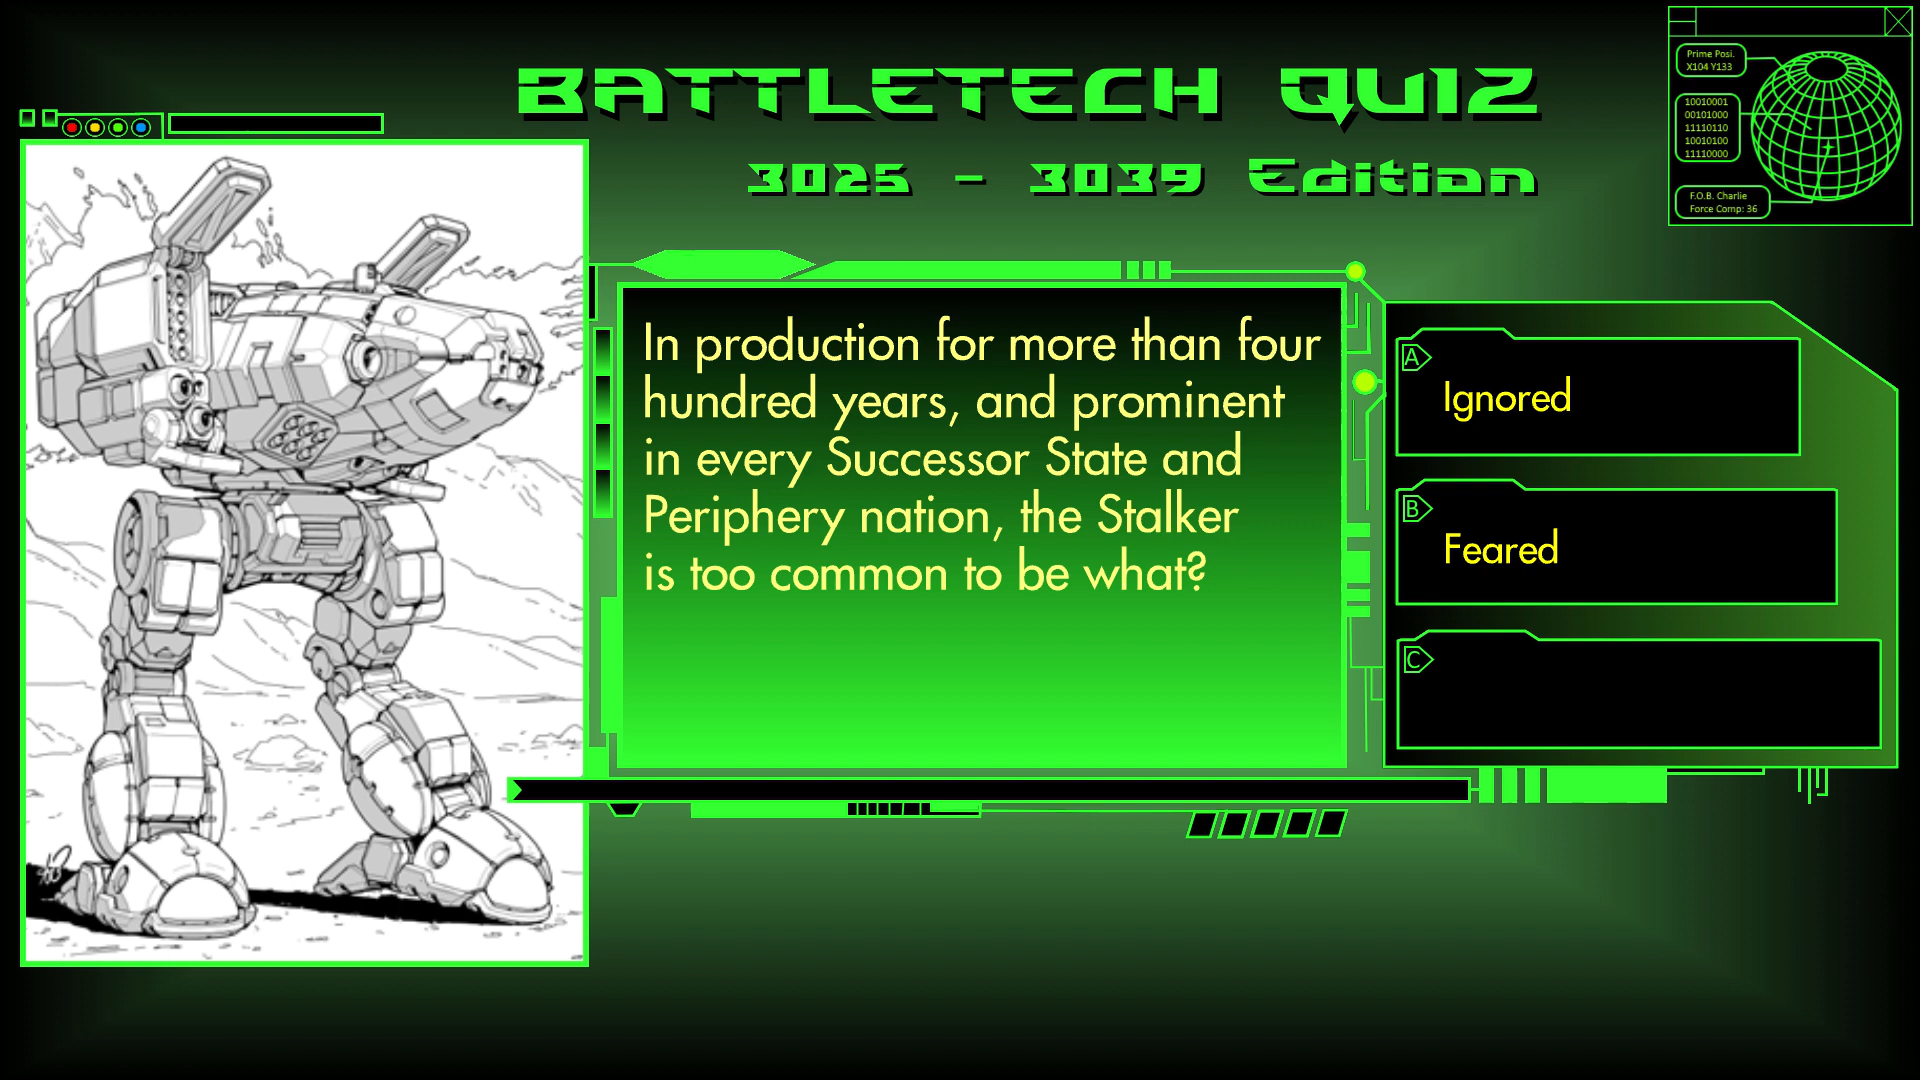 BATTLETECH QUIZ
3025 - 3039 Edition
Prime Posi.
X104 Y133
10010001
00101000
11110110
10010100
11110000
F.O.B. Charlie
Force Comp: 36
In production for more than four
hundred years, and prominent
in every Successor State and
Periphery nation, the Stalker
is too common to be what?
A
Ignored
B
Feared
C